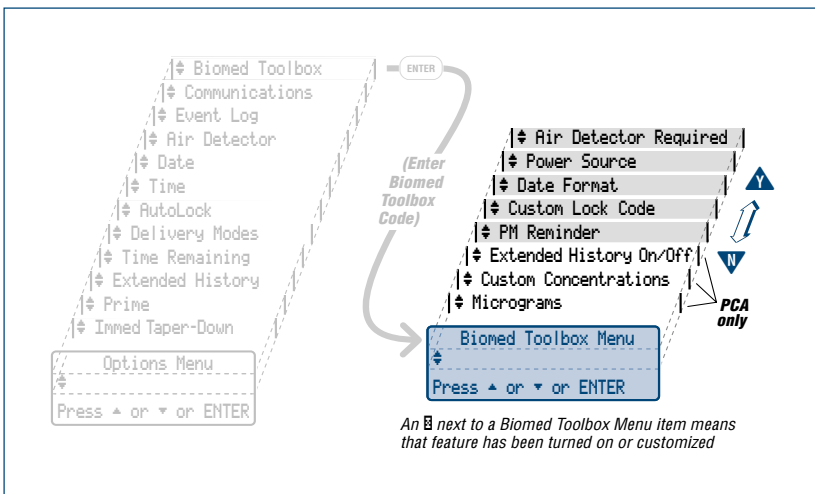 Biomed Toolbox
ENTER
Communications
Event Log
Air Detector
Date
Time
AutoLock
Delivery Modes
Time Remaining
Extended History
Prime
Immed Taper-Down
Options Menu
Press ▲ or ▼ or ENTER
(Enter
Biomed
Toolbox
Code)
Air Detector Required
Power Source
Date Format
Custom Lock Code
PM Reminder
Extended History On/Off
Custom Concentrations
Micrograms
Y
N
PCA
only
Biomed Toolbox Menu
Press ▲ or ▼ or ENTER
An next to a Biomed Toolbox Menu item means
that feature has been turned on or customized